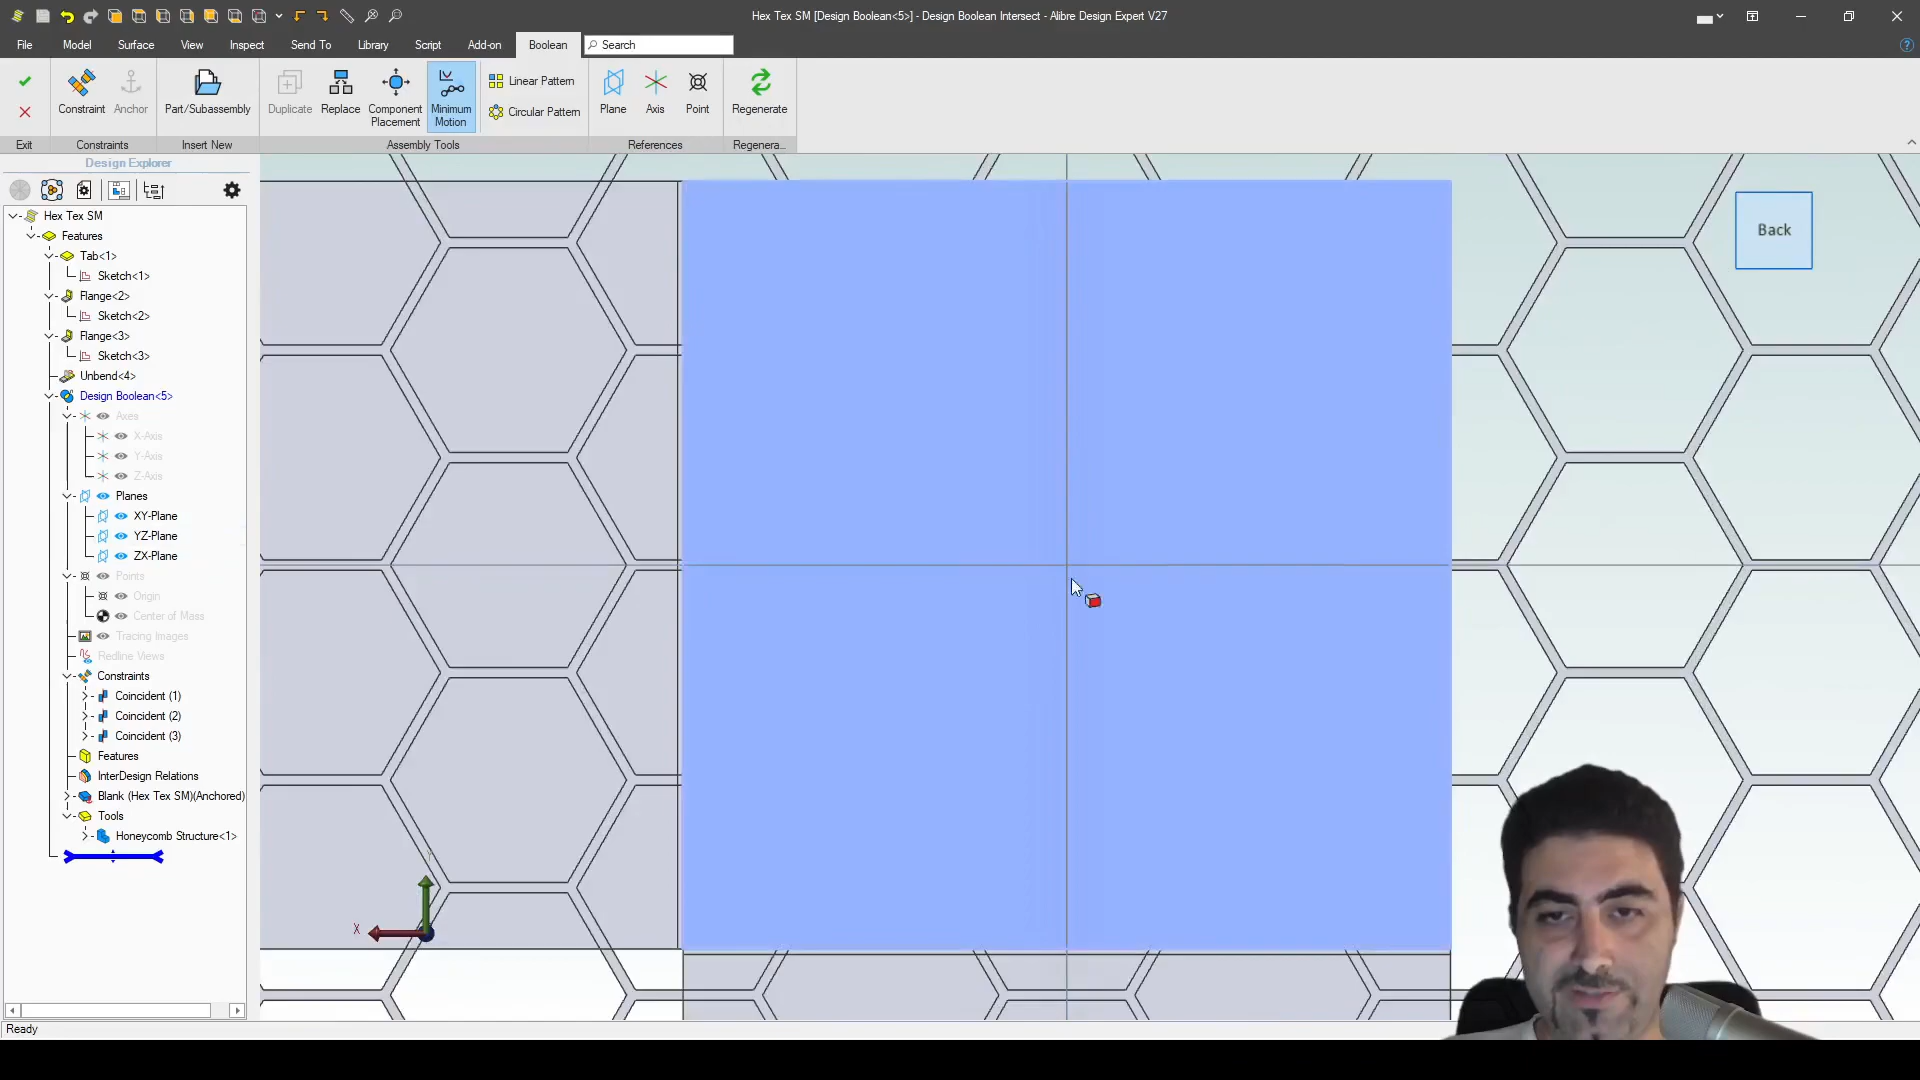 Hex Tex SM [Design Boolean<5>] - Design Boolean Intersect - Alibre Design Expert V27
File
Model
Surface
View
Inspect
Send To
Library
Script
Add-on
Boolean
Search
Constraint
Anchor
Part/Subassembly
Duplicate
Replace
Component Placement
Minimum Motion
Linear Pattern
Circular Pattern
Plane
Axis
Point
Regenerate
Exit
Constraints
Insert New
Assembly Tools
References
Regenera...
Design Explorer
Hex Tex SM
Features
Tab<1>
Sketch<1>
Flange<2>
Sketch<2>
Flange<3>
Sketch<3>
Unbend<4>
Design Boolean<5>
Axes
X-Axis
Y-Axis
Z-Axis
Planes
XY-Plane
YZ-Plane
ZX-Plane
Points
Origin
Center of Mass
Tracing Images
Redline Views
Constraints
Coincident (1)
Coincident (2)
Coincident (3)
Features
InterDesign Relations
Blank (Hex Tex SM)(Anchored)
Tools
Honeycomb Structure<1>
Back
Y
X
Ready